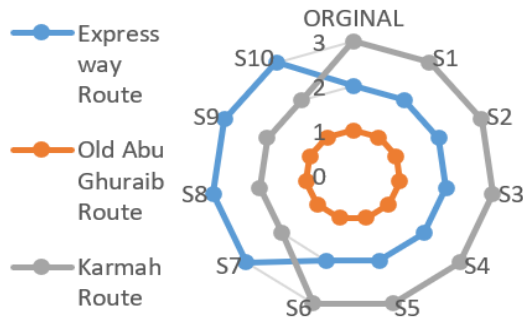 Express
way
Route
Old Abu
Ghuraib
Route
Karmah
Route
ORGINAL
3
2
1
0
S1
S2
S3
S4
S5
S6
S7
S8
S9
S10